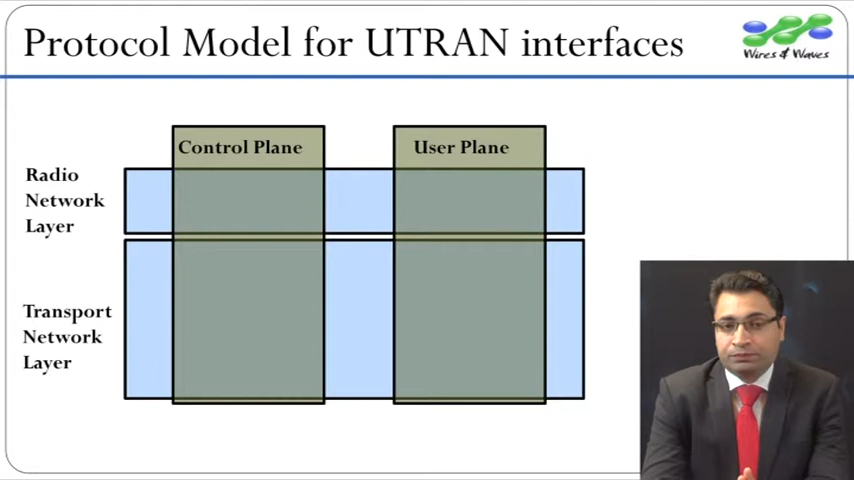 Protocol Model for UTRAN interfaces
Wires & Waves
Control Plane
User Plane
Radio
Network
Layer
Transport
Network
Layer